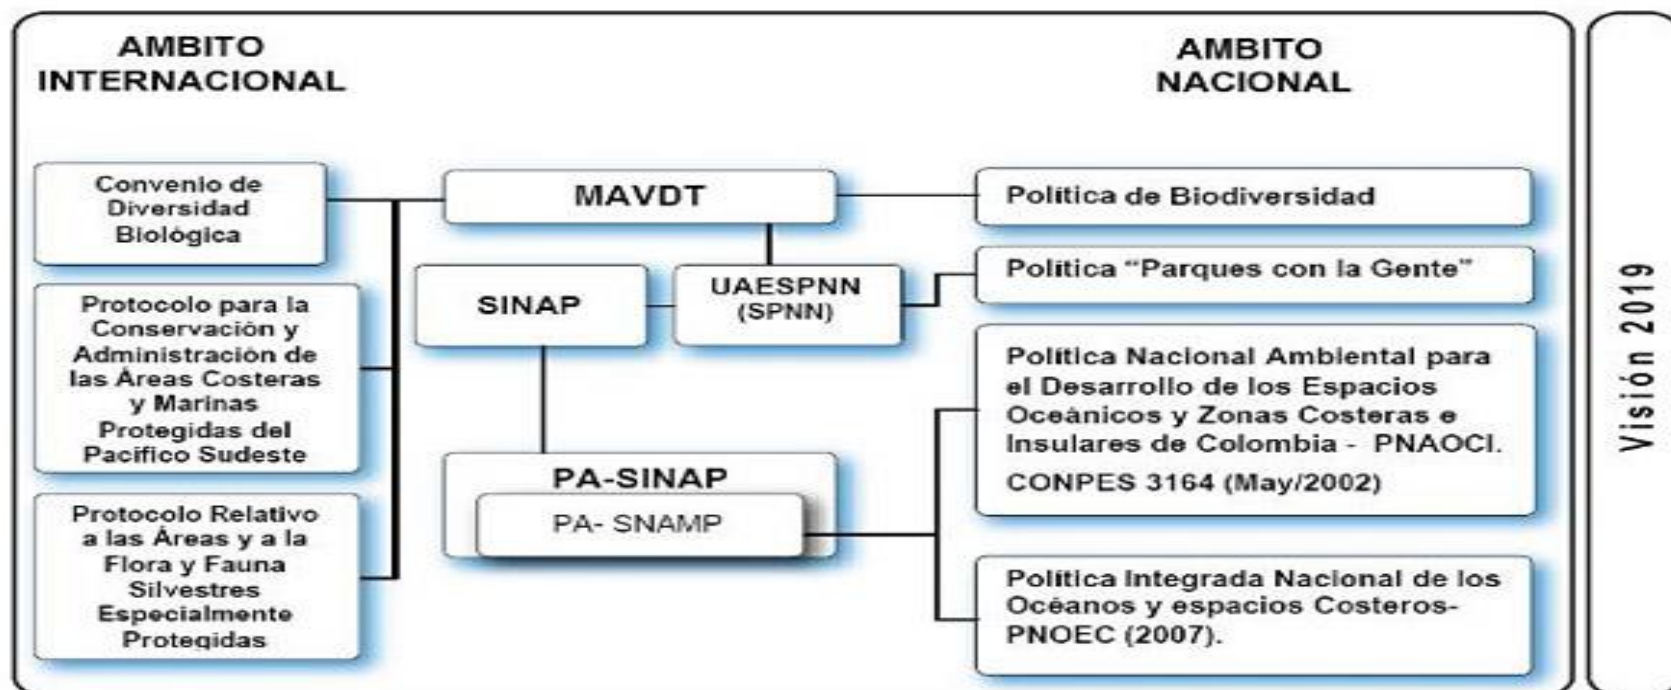 AMBITO
INTERNACIONAL
AMBITO
NACIONAL
Convenio de
Diversidad
Biológica
Protocolo para la
Conservación y
Administración de
las Áreas Costeras
y Marinas
Protegidas del
Pacífico Sudeste
Protocolo Relativo
a las Áreas y a la
Flora y Fauna
Silvestres
Especialmente
Protegidas
MAVDT
SINAP
UAESPNN
(SPNN)
PA-SINAP
PA- SNAMP
Política de Biodiversidad
Política “Parques con la Gente”
Política Nacional Ambiental para
el Desarrollo de los Espacios
Oceánicos y Zonas Costeras e
Insulares de Colombia - PNAOCI.
CONPES 3164 (May/2002)
Política Integrada Nacional de los
Océanos y espacios Costeros-
PNOEC (2007).
Visión 2019